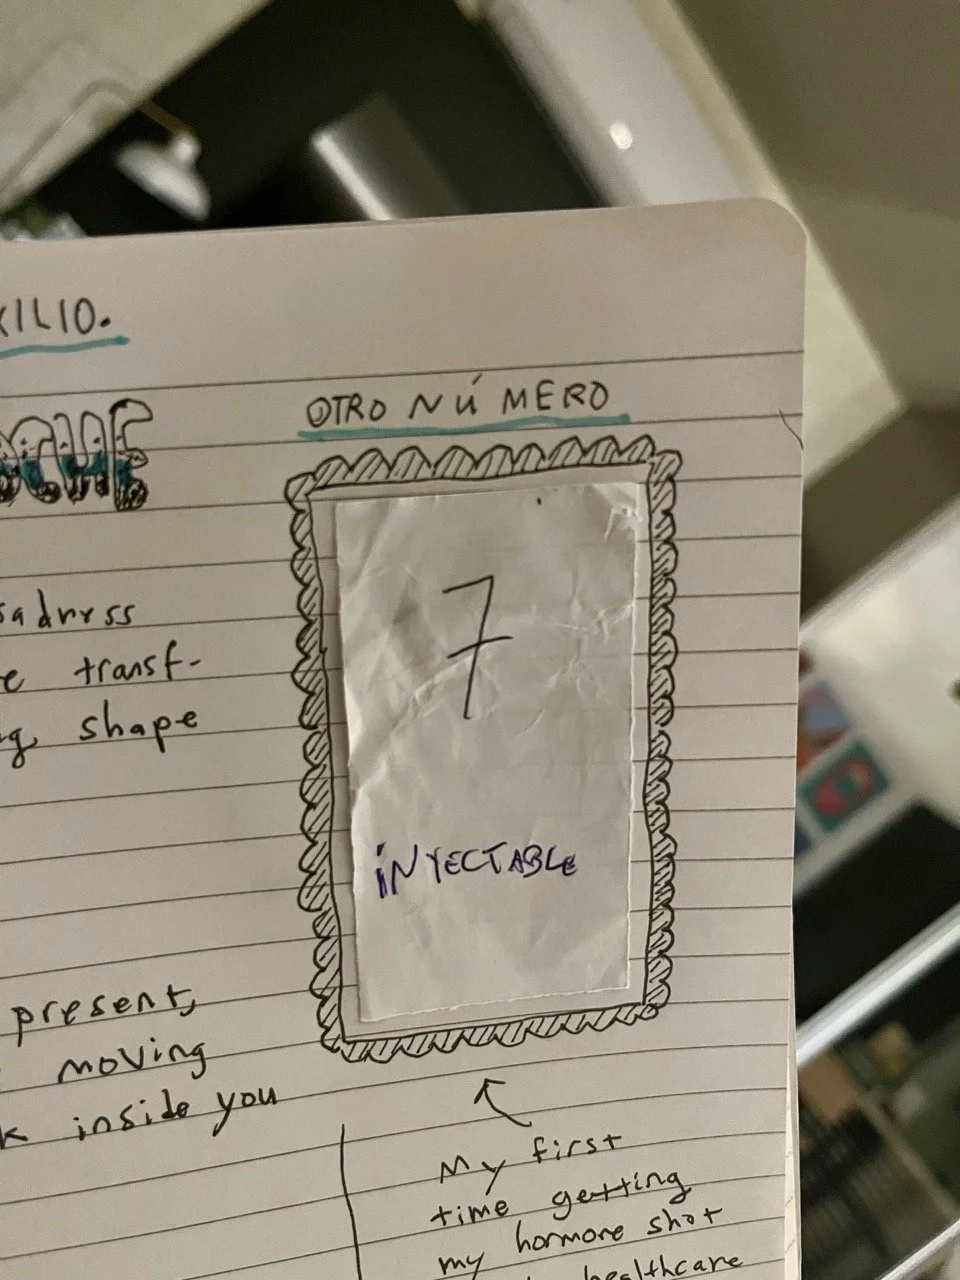 XILIO.
OTRO NÚMERO
sadness
transf-
shape
7
iNYECTABLE
present,
moving
inside you
My first
time getting
my hormone shot
healthcare